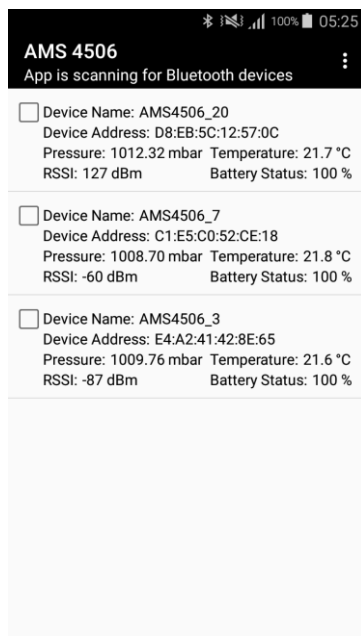 100% 05:25
AMS 4506
App is scanning for Bluetooth devices
Device Name: AMS4506_20
Device Address: D8:EB:5C:12:57:0C
Pressure: 1012.32 mbar Temperature: 21.7 °C
RSSI: 127 dBm Battery Status: 100 %
Device Name: AMS4506_7
Device Address: C1:E5:C0:52:CE:18
Pressure: 1008.70 mbar Temperature: 21.8 °C
RSSI: -60 dBm Battery Status: 100 %
Device Name: AMS4506_3
Device Address: E4:A2:41:42:8E:65
Pressure: 1009.76 mbar Temperature: 21.6 °C
RSSI: -87 dBm Battery Status: 100 %